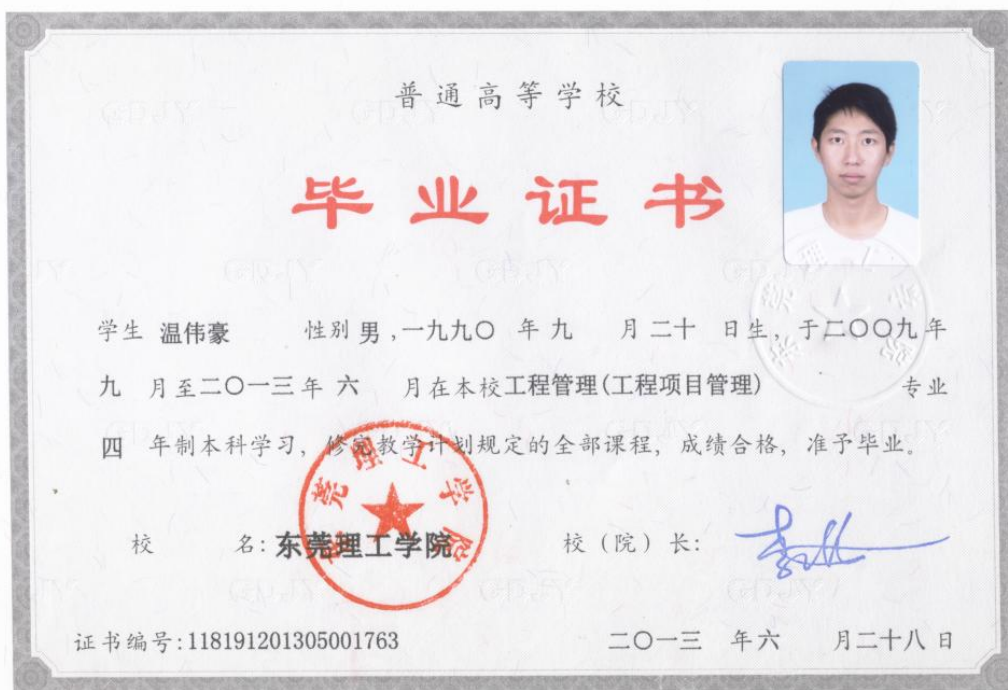 普通高等学校
毕业证书
学生 温伟豪 性别 男 , 一九九〇 年 九 月 二十 日生, 于二〇〇九年
九 月至二〇一三年 六 月在本校工程管理(工程项目管理) 专业
四 年制本科学习, 修完教学计划规定的全部课程, 成绩合格, 准予毕业。
东莞理工学院
校 名: 东莞理工学院 校（院）长:
证书编号:118191201305001763 二〇一三 年六 月二十八日